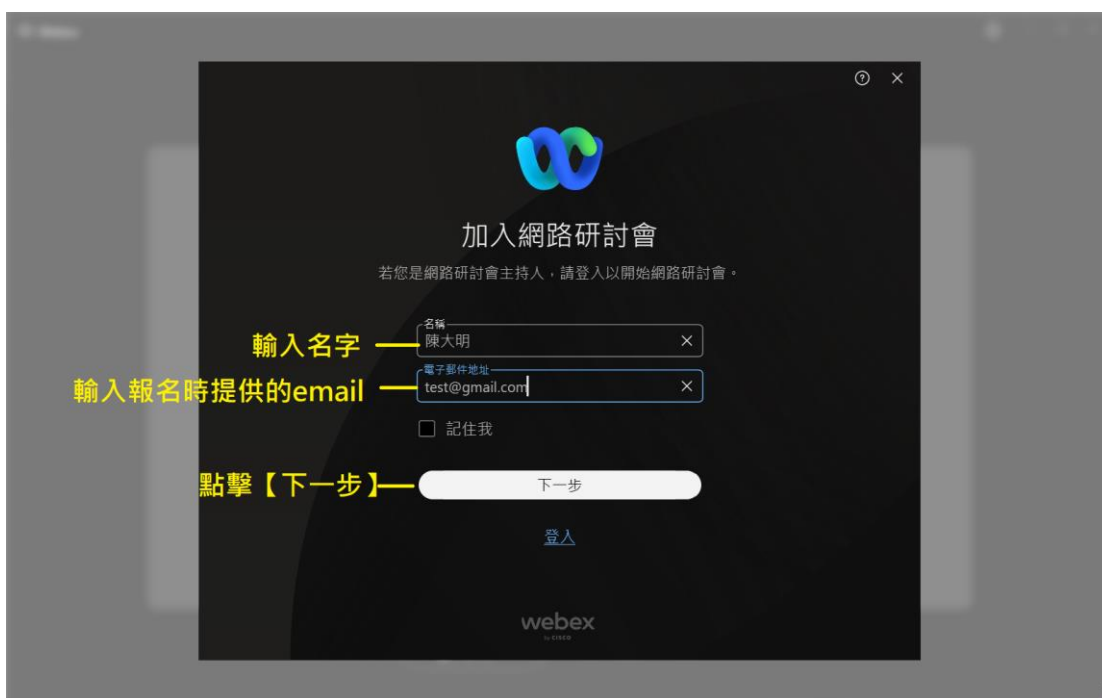 Webex
加入網路研討會
若您是網路研討會主持人，請登入以開始網路研討會。
名稱
輸入名字
陳大明
電子郵件地址
輸入報名時提供的email
test@gmail.com
記住我
點擊【下一步】
下一步
登入
webex
by CISCO